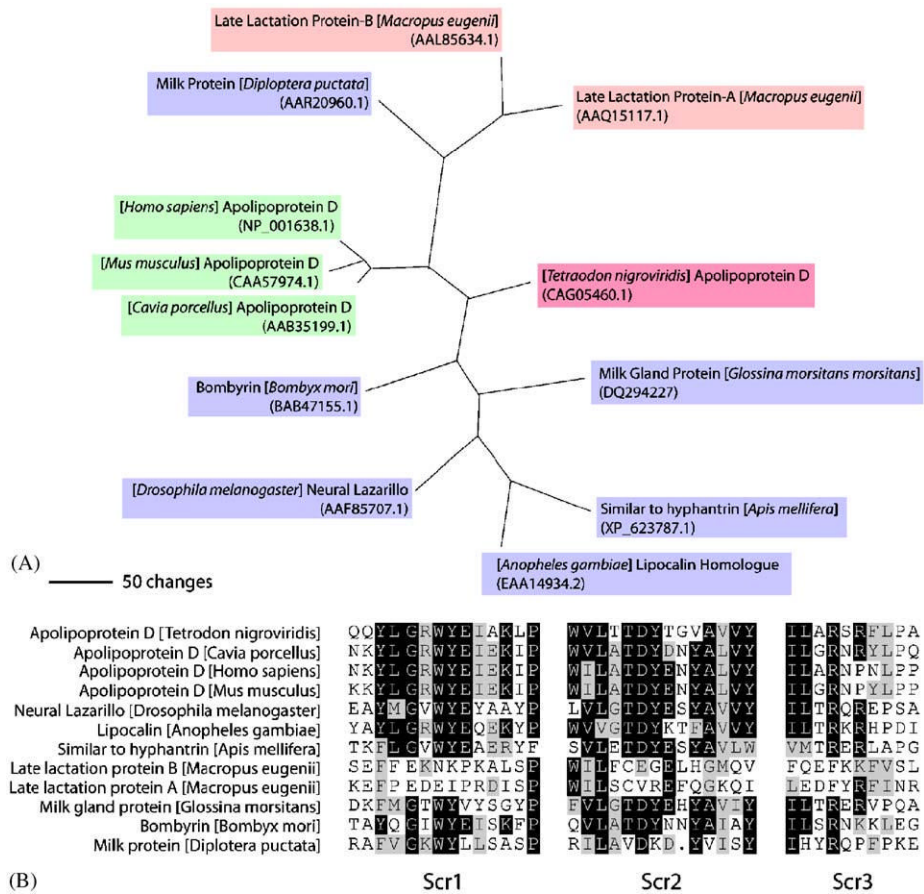 Late Lactation Protein-B [Macropus eugenii]
(AAL85634.1)
Milk Protein [Diploptera puctata]
(AAR20960.1)
Late Lactation Protein-A [Macropus eugenii]
(AAQ15117.1)
[Homo sapiens] Apolipoprotein D
(NP_001638.1)
[Mus musculus] Apolipoprotein D
(CAA57974.1)
[Tetraodon nigroviridis] Apolipoprotein D
(CAG05460.1)
[Cavia porcellus] Apolipoprotein D
(AAB35199.1)
Milk Gland Protein [Glossina morsitans morsitans]
(DQ294227)
Bombyrin [Bombyx mori]
(BAB47155.1)
[Drosophila melanogaster] Neural Lazarillo
(AAF85707.1)
Similar to hyphantrin [Apis mellifera]
(XP_623787.1)
[Anopheles gambiae] Lipocalin Homologue
(EAA14934.2)
(A)
50 changes
Apolipoprotein D [Tetrodon nigroviridis] QQYLGRWYEIAKLP WVLTTDYTGVAVVY ILARSRFLPA
Apolipoprotein D [Cavia porcellus] NKYLGRWYEIEKIP WVLATDYDNYALVY ILGRNRYLPQ
Apolipoprotein D [Homo sapiens] NKYLGRWYEIEKIP WILATDYENYALVY ILARNPNLPP
Apolipoprotein D [Mus musculus] KKYLGRWYEIEKIP WILATDYENYALVY ILGRNPYLPP
Neural Lazarillo [Drosophila melanogaster] EAYMGVWYEYAAYP LVLGTDYESYAVVY ILTRQREPSA
Lipocalin [Anopheles gambiae] YAYLGRWYEQEKYP WVVGTDYKTFAVVY ILTRKRHPDI
Similar to hyphantrin [Apis mellifera] TKFLGVWYEAERYF SVLETDYESYAVLW VMTRERLAPG
Late lactation protein B [Macropus eugenii] SEFFEKNKPKALSP WILFCEGELHGMQV FQEFKKFVSL
Late lactation protein A [Macropus eugenii] KEFPEDEIPRDISP WILSCVREFQGKQI LEDFYRFINR
Milk gland protein [Glossina morsitans] DKFMGTWYVYSGYP FVLGTDYEHYAVIY ILTRERVPQA
Bombyrin [Bombyx mori] TAYQGIWYEISKFP QVLATDYNNYAIAY ILSRNKKLEG
Milk protein [Diplotera puctata] RAFVGKWYLLSASP RILAVDKD.YVISY IHYRQPFPKE
(B)
Scr1 Scr2 Scr3